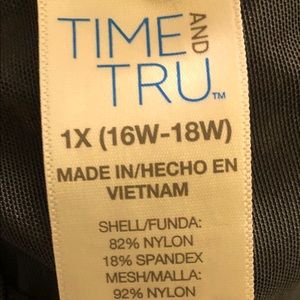 TIME AND
TRU™
1X (16W-18W)
MADE IN/HECHO EN
VIETNAM
SHELL/FUNDA:
82% NYLON
18% SPANDEX
MESH/MALLA:
92% NYLON